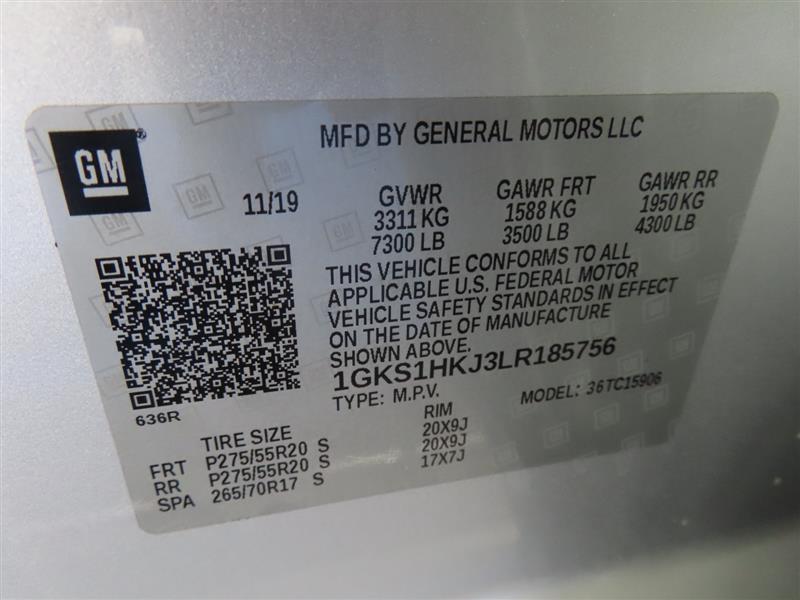 GM
MFD BY GENERAL MOTORS LLC
11/19
GVWR GAWR FRT GAWR RR
3311 KG 1588 KG 1950 KG
7300 LB 3500 LB 4300 LB
THIS VEHICLE CONFORMS TO ALL
APPLICABLE U.S. FEDERAL MOTOR
VEHICLE SAFETY STANDARDS IN EFFECT
ON THE DATE OF MANUFACTURE
SHOWN ABOVE.
1GKS1HKJ3LR185756
TYPE: M.P.V. MODEL: 36TC15906
636R
TIRE SIZE RIM
FRT P275/55R20 S 20X9J
RR P275/55R20 S 20X9J
SPA 265/70R17 S 17X7J